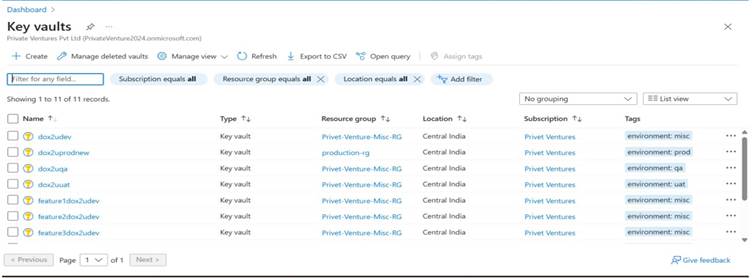 Dashboard >
Key vaults
Private Ventures Pvt Ltd (PrivateVenture2024.onmicrosoft.com)
Create Manage deleted vaults Manage view Refresh Export to CSV Open query Assign tags
Filter for any field... Subscription equals all Resource group equals all Location equals all Add filter
Showing 1 to 11 of 11 records. No grouping List view
Name Type Resource group Location Subscription Tags
dox2udev Key vault Privet-Venture-Misc-RG Central India Privet Ventures environment: misc
dox2uprodnew Key vault production-rg Central India Privet Ventures environment: prod
dox2uqa Key vault Privet-Venture-Misc-RG Central India Privet Ventures environment: qa
dox2uuat Key vault Privet-Venture-Misc-RG Central India Privet Ventures environment: uat
feature1dox2udev Key vault Privet-Venture-Misc-RG Central India Privet Ventures environment: misc
feature2dox2udev Key vault Privet-Venture-Misc-RG Central India Privet Ventures environment: misc
feature3dox2udev Key vault Privet-Venture-Misc-RG Central India Privet Ventures environment: misc
< Previous Page 1 of 1 Next > Give feedback